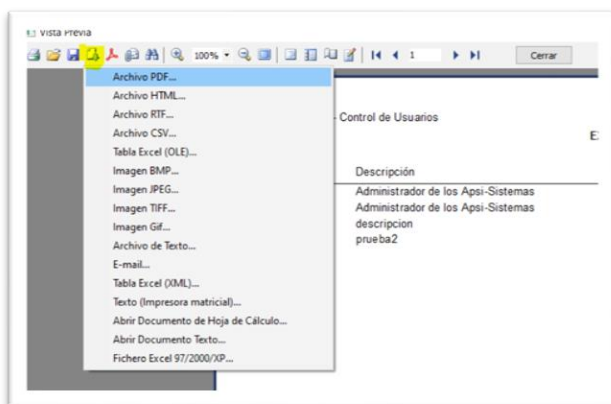 Vista Previa
100%
1
Cerrar
Archivo PDF...
Archivo HTML...
Archivo RTF...
Archivo CSV...
Tabla Excel (OLE)...
Imagen BMP...
Imagen JPEG...
Imagen TIFF...
Imagen Gif...
Archivo de Texto...
E-mail...
Tabla Excel (XML)...
Texto (Impresora matricial)...
Abrir Documento de Hoja de Cálculo...
Abrir Documento Texto...
Fichero Excel 97/2000/XP...
- Control de Usuarios
E
Descripción
Administrador de los Apsi-Sistemas
Administrador de los Apsi-Sistemas
descripcion
prueba2